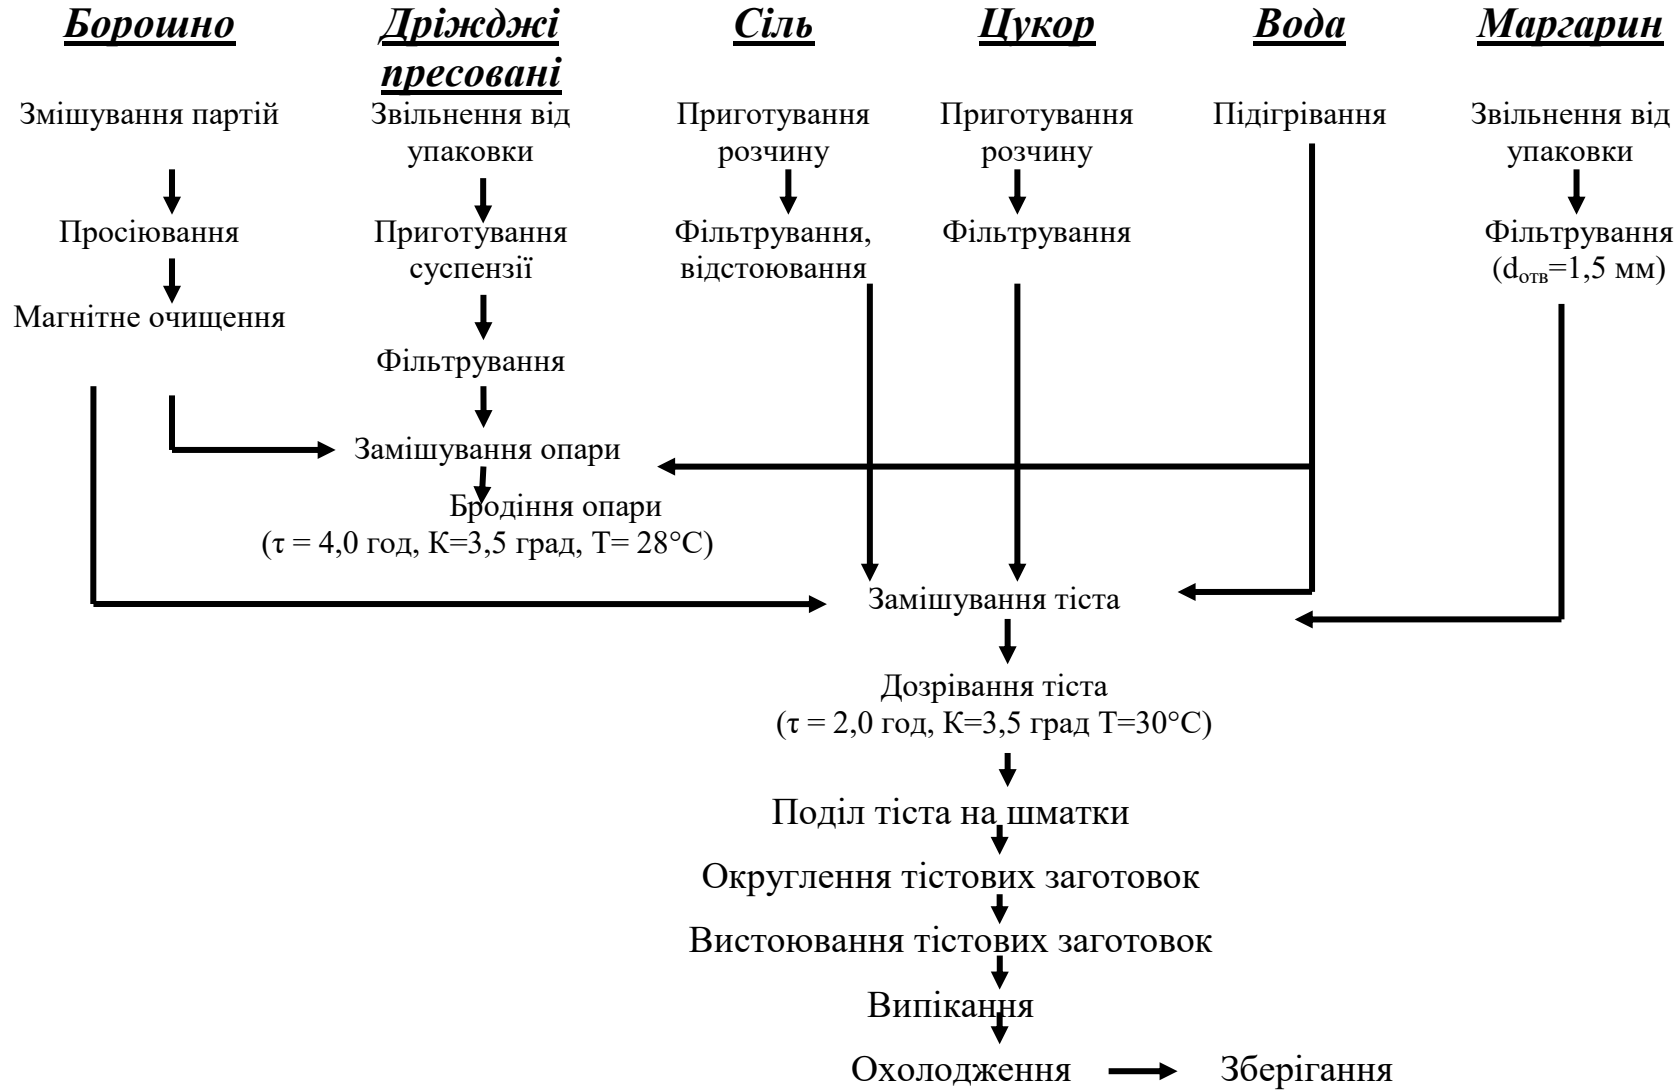 Борошно
Дріжджі
пресовані
Сіль
Цукор
Вода
Маргарин
Змішування партій
Звільнення від
упаковки
Приготування
розчину
Приготування
розчину
Підігрівання
Звільнення від
упаковки
Просіювання
Приготування
суспензії
Фільтрування,
відстоювання
Фільтрування
Фільтрування
(dотв=1,5 мм)
Магнітне очищення
Фільтрування
Замішування опари
Бродіння опари
(τ = 4,0 год, К=3,5 град, Т= 28°С)
Замішування тіста
Дозрівання тіста
(τ = 2,0 год, К=3,5 град Т=30°С)
Поділ тіста на шматки
Округлення тістових заготовок
Вистоювання тістових заготовок
Випікання
Охолодження
Зберігання